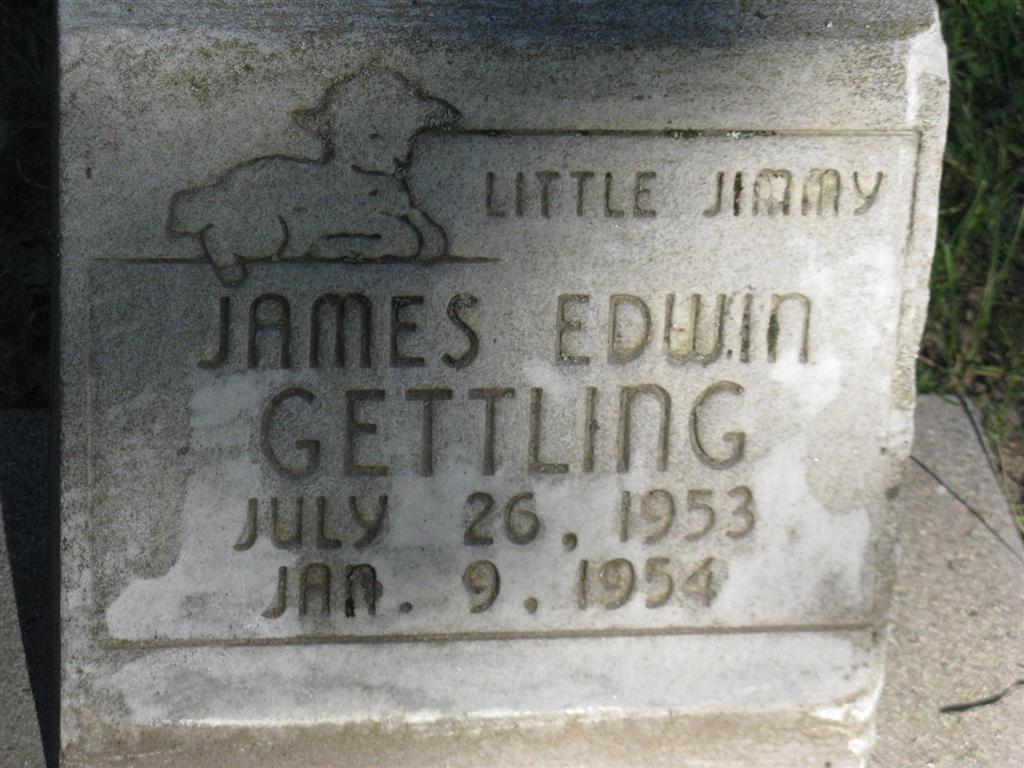 LITTLE JIMMY
JAMES EDWIN
GETTLING
JULY 26, 1953
JAN. 9. 1954